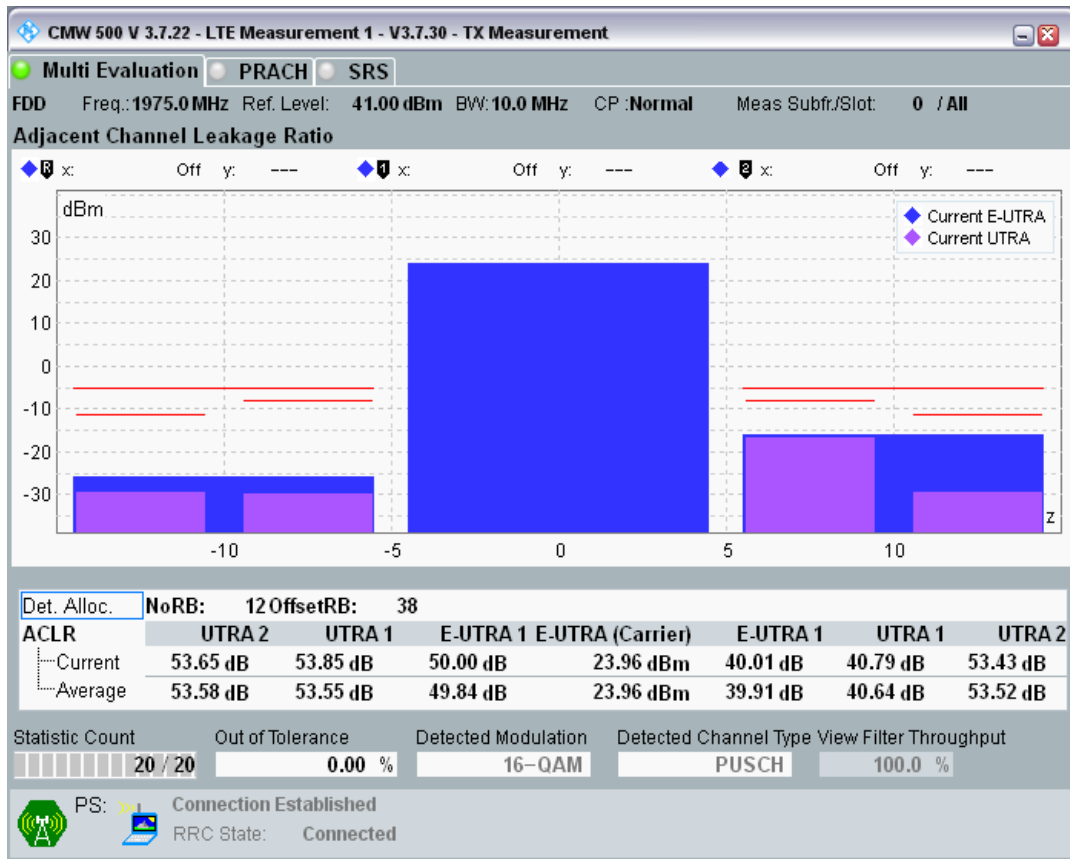 CMW 500 V 3.7.22 - LTE Measurement 1 - V3.7.30 - TX Measurement
Multi Evaluation PRACH SRS
FDD Freq.: 1975.0 MHz Ref. Level: 41.00 dBm BW: 10.0 MHz CP :Normal Meas Subfr./Slot: 0 / All
Adjacent Channel Leakage Ratio
R x: Off y: --- 1 x: Off y: --- 2 x: Off y: ---
dBm
Current E-UTRA
Current UTRA
30
20
10
0
-10
-20
-30
z
-10 -5 0 5 10
Det. Alloc. NoRB: 12 OffsetRB: 38
ACLR UTRA 2 UTRA 1 E-UTRA 1 E-UTRA (Carrier) E-UTRA 1 UTRA 1 UTRA 2
Current 53.65 dB 53.85 dB 50.00 dB 23.96 dBm 40.01 dB 40.79 dB 53.43 dB
Average 53.58 dB 53.55 dB 49.84 dB 23.96 dBm 39.91 dB 40.64 dB 53.52 dB
Statistic Count Out of Tolerance Detected Modulation Detected Channel Type View Filter Throughput
20 / 20 0.00 % 16-QAM PUSCH 100.0 %
PS: Connection Established
RRC State: Connected